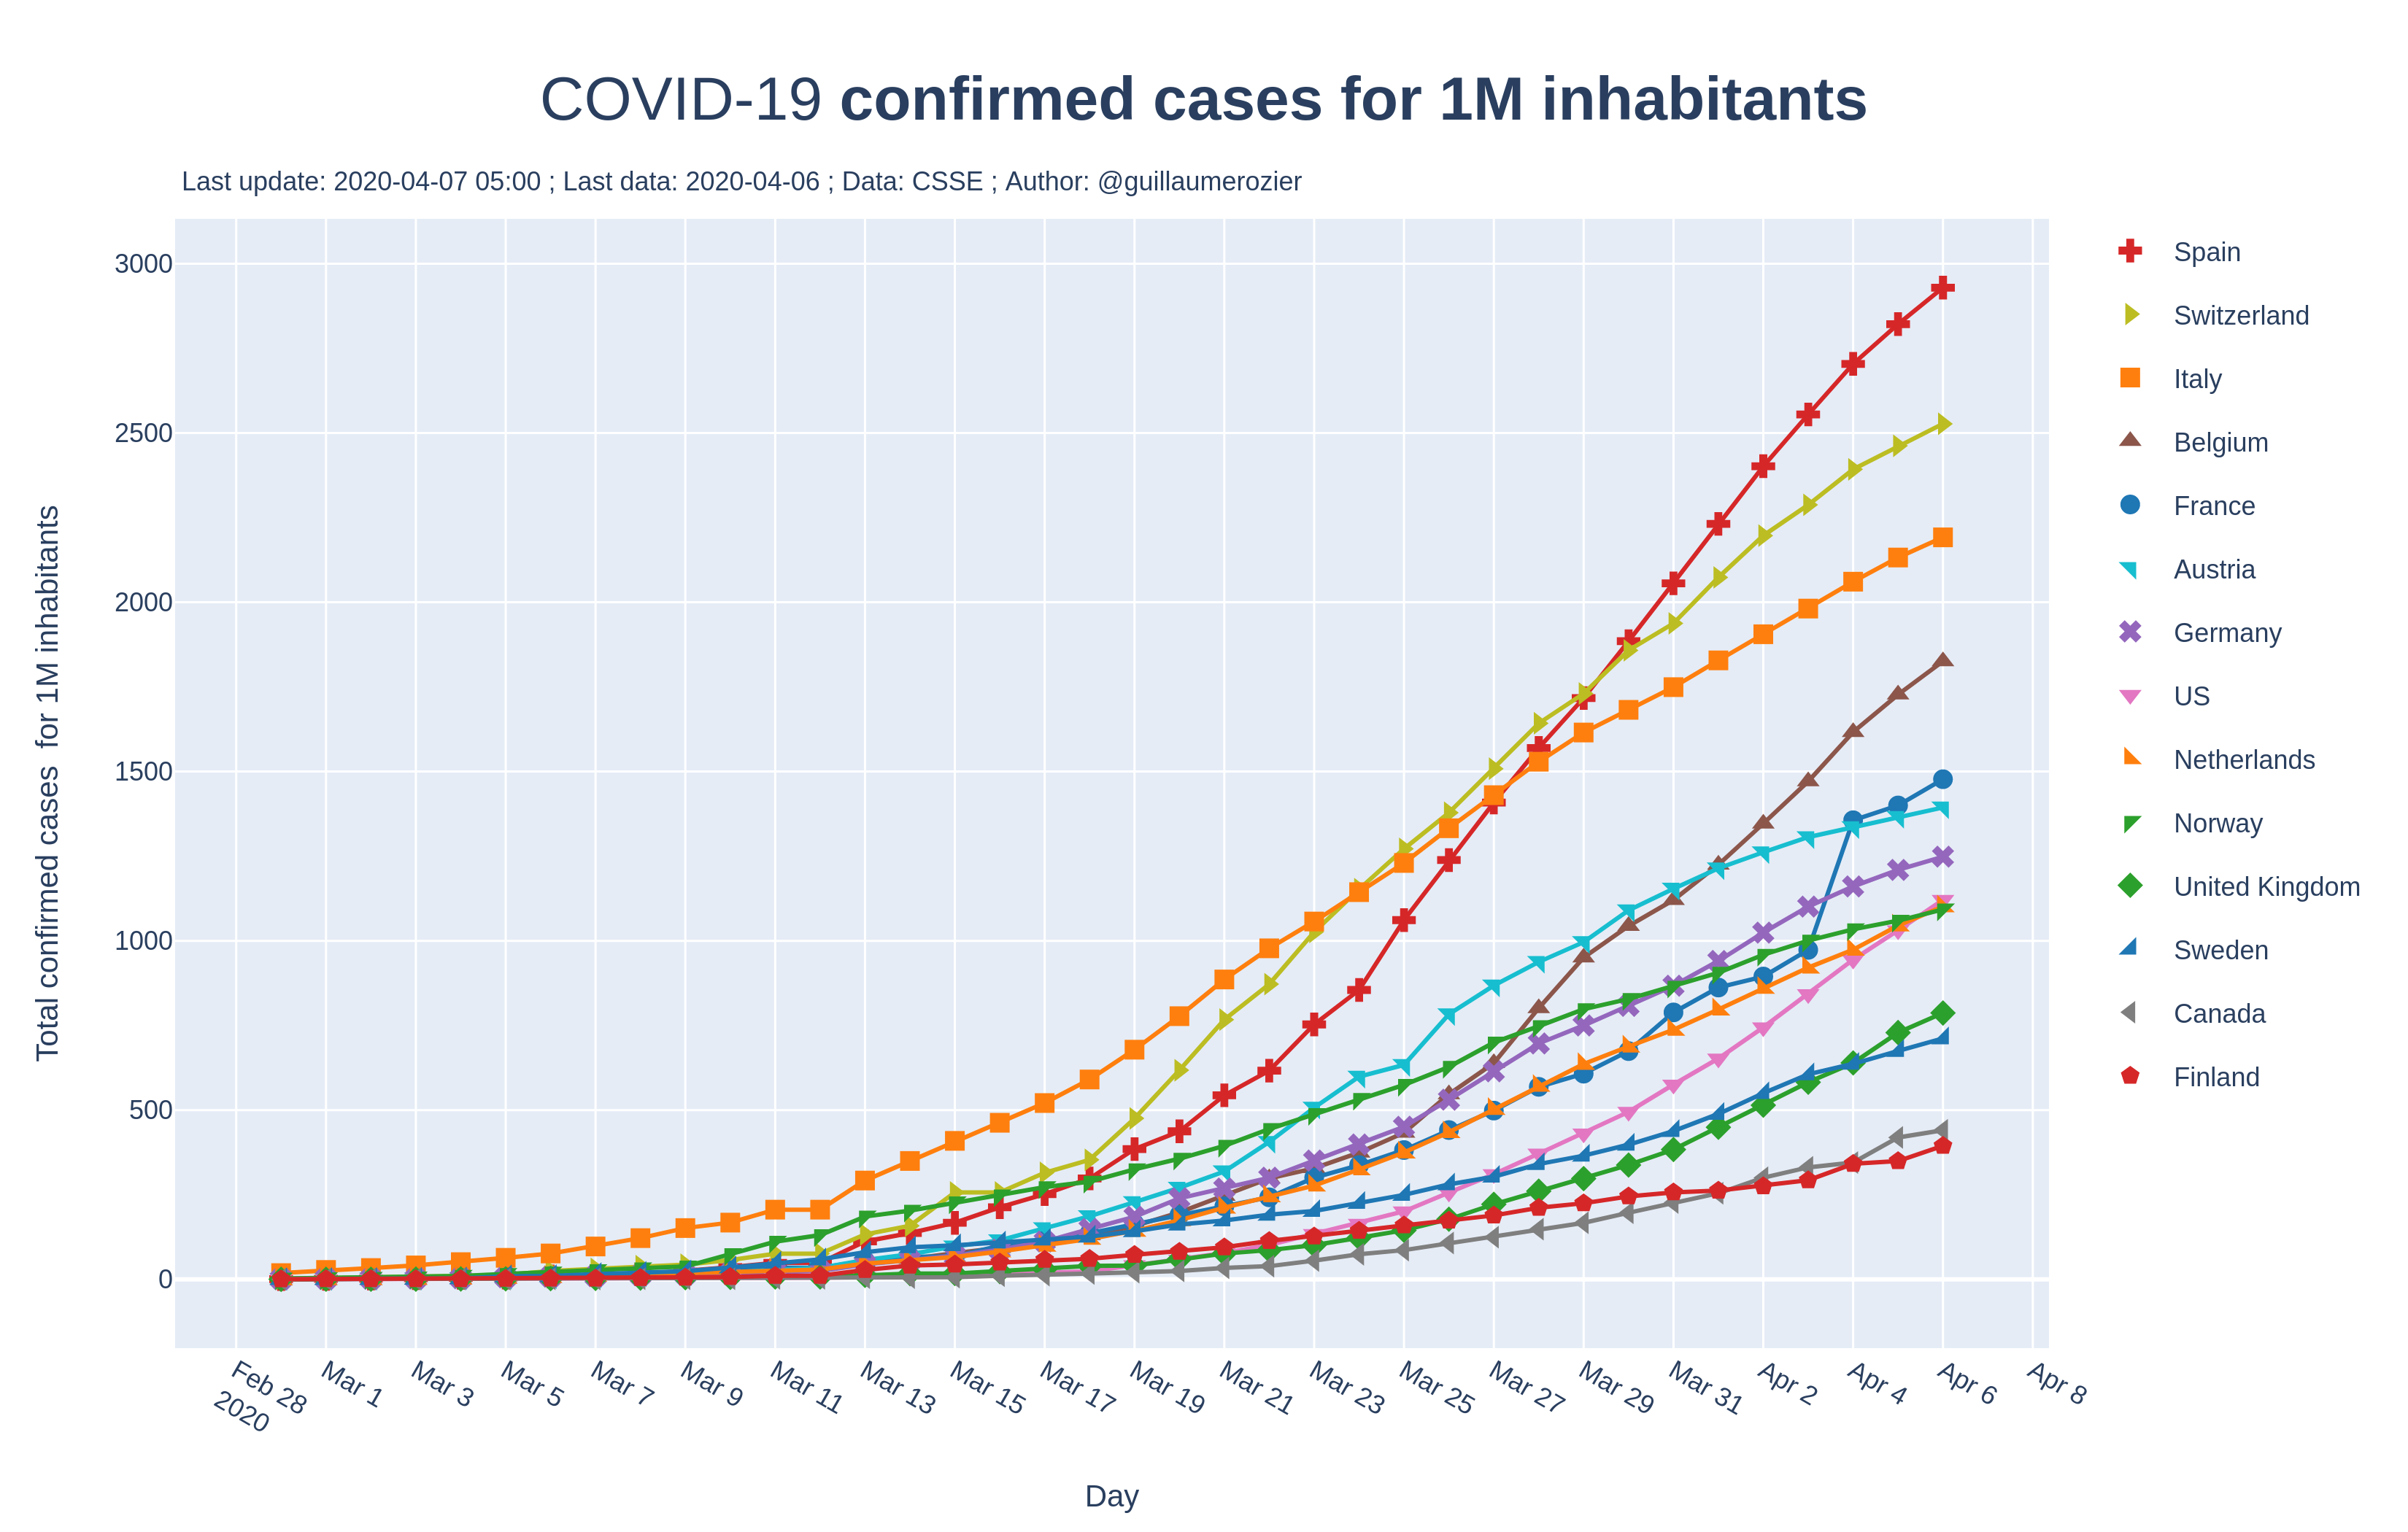 COVID-19 confirmed cases for 1M inhabitants
Last update: 2020-04-07 05:00 ; Last data: 2020-04-06 ; Data: CSSE ; Author: @guillaumerozier
Total confirmed cases  for 1M inhabitants
3000
2500
2000
1500
1000
500
0
Feb 28
2020
Mar 1
Mar 3
Mar 5
Mar 7
Mar 9
Mar 11
Mar 13
Mar 15
Mar 17
Mar 19
Mar 21
Mar 23
Mar 25
Mar 27
Mar 29
Mar 31
Apr 2
Apr 4
Apr 6
Apr 8
Day
Spain
Switzerland
Italy
Belgium
France
Austria
Germany
US
Netherlands
Norway
United Kingdom
Sweden
Canada
Finland